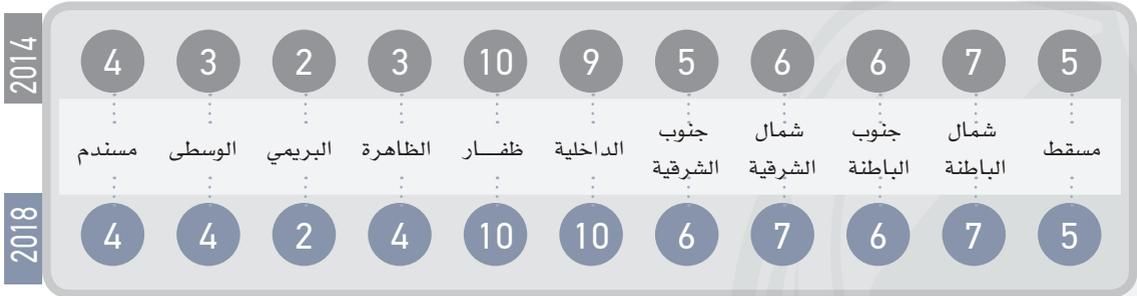 2014
5 7 6 6 5 9 10 3 2 3 4
مسقط
شمال الباطنة
جنوب الباطنة
شمال الشرقية
جنوب الشرقية
الداخلية
ظفـــار
الظاهرة
البريمي
الوسطى
مسندم
2018
5 7 6 7 6 10 10 4 2 4 4